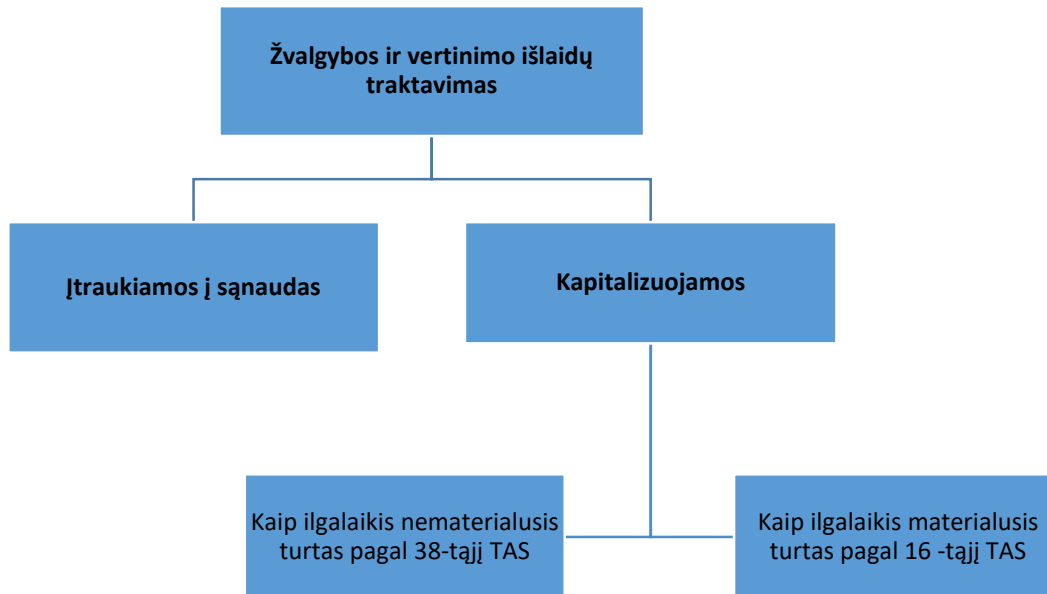 Žvalgybos ir vertinimo išlaidų
traktavimas
Įtraukiamos į sąnaudas
Kapitalizuojamos
Kaip ilgalaikis nematerialusis
turtas pagal 38-tąjį TAS
Kaip ilgalaikis materialusis
turtas pagal 16 -tąjį TAS